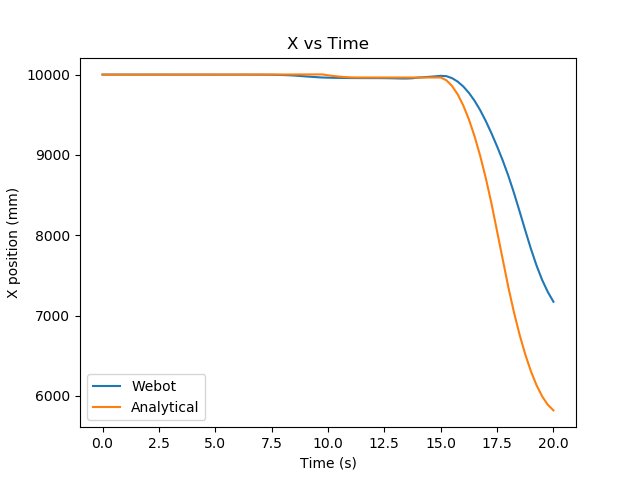 X vs Time
X position (mm)
10000
9000
8000
7000
6000
Webot
Analytical
0.0 2.5 5.0 7.5 10.0 12.5 15.0 17.5 20.0
Time (s)